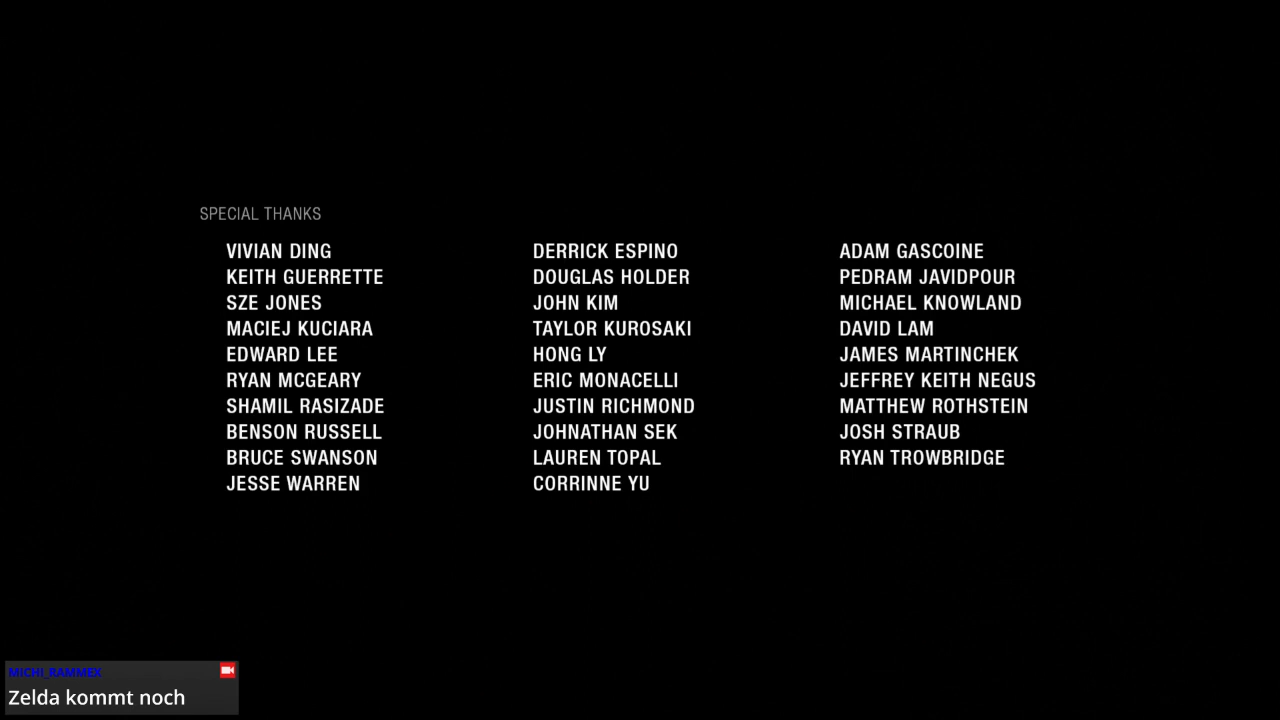 SPECIAL THANKS
VIVIAN DING
KEITH GUERRETTE
SZE JONES
MACIEJ KUCIARA
EDWARD LEE
RYAN MCGEARY
SHAMIL RASIZADE
BENSON RUSSELL
BRUCE SWANSON
JESSE WARREN
DERRICK ESPINO
DOUGLAS HOLDER
JOHN KIM
TAYLOR KUROSAKI
HONG LY
ERIC MONACELLI
JUSTIN RICHMOND
JOHNATHAN SEK
LAUREN TOPAL
CORRINNE YU
ADAM GASCOINE
PEDRAM JAVIDPOUR
MICHAEL KNOWLAND
DAVID LAM
JAMES MARTINCHEK
JEFFREY KEITH NEGUS
MATTHEW ROTHSTEIN
JOSH STRAUB
RYAN TROWBRIDGE
MICHI_RAMMEX
Zelda kommt noch